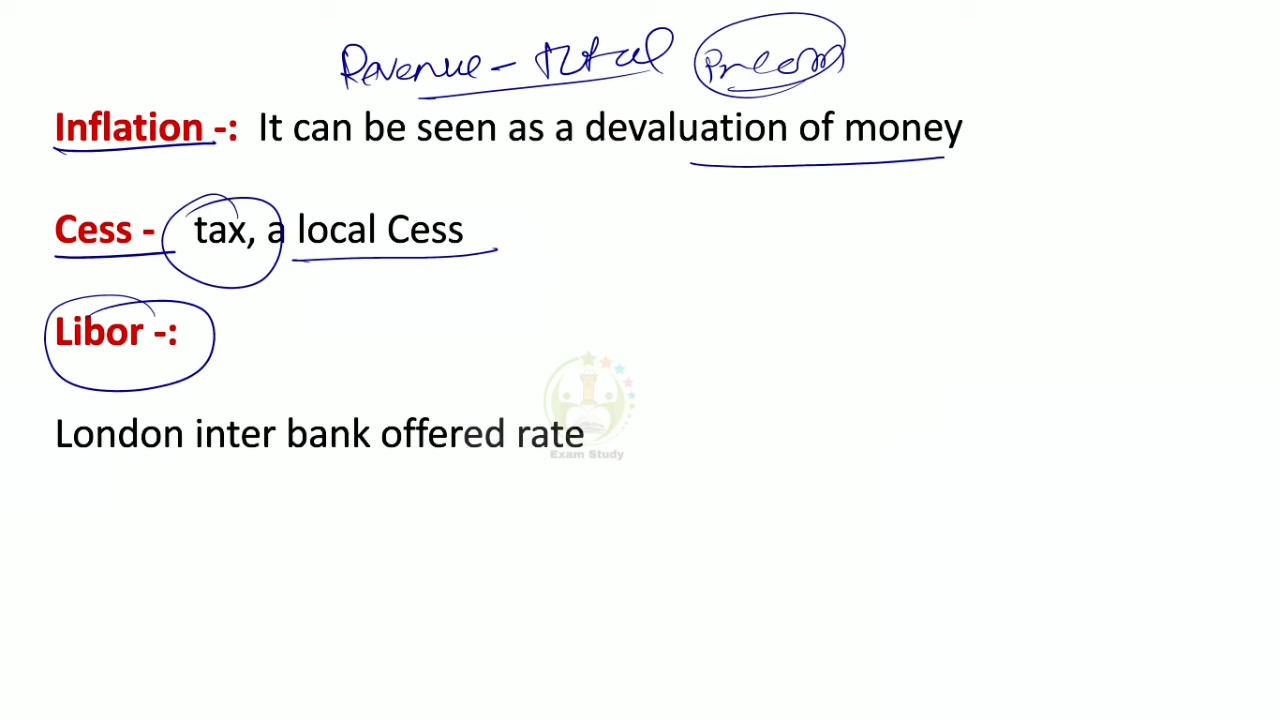 Revenue - total
Inflation -: It can be seen as a devaluation of money
Cess - tax, a local Cess
Libor -:
London inter bank offered rate
Exam Study